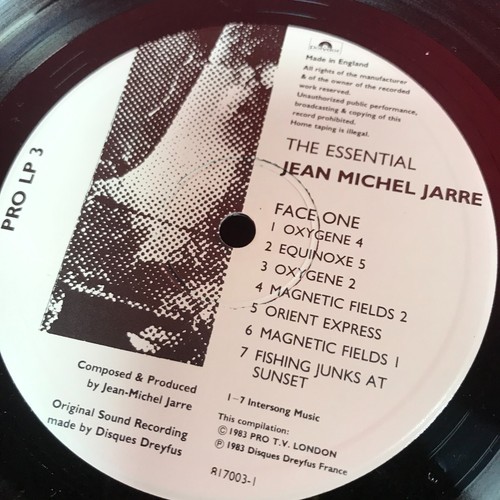 Polydor
Made in England
All rights of the manufacturer
& of the owner of the recorded
work reserved.
Unauthorized public performance,
broadcasting & copying of this
record prohibited.
Home taping is illegal.
THE ESSENTIAL
JEAN MICHEL JARRE
FACE ONE
1 OXYGENE 4
2 EQUINOXE 5
3 OXYGENE 2
4 MAGNETIC FIELDS 2
5 ORIENT EXPRESS
6 MAGNETIC FIELDS 1
7 FISHING JUNKS AT
SUNSET
1–7 Intersong Music
This compilation:
© 1983 PRO T.V. LONDON
℗ 1983 Disques Dreyfus France
817003-1
PRO LP 3
Composed & Produced
by Jean-Michel Jarre
Original Sound Recording
made by Disques Dreyfus